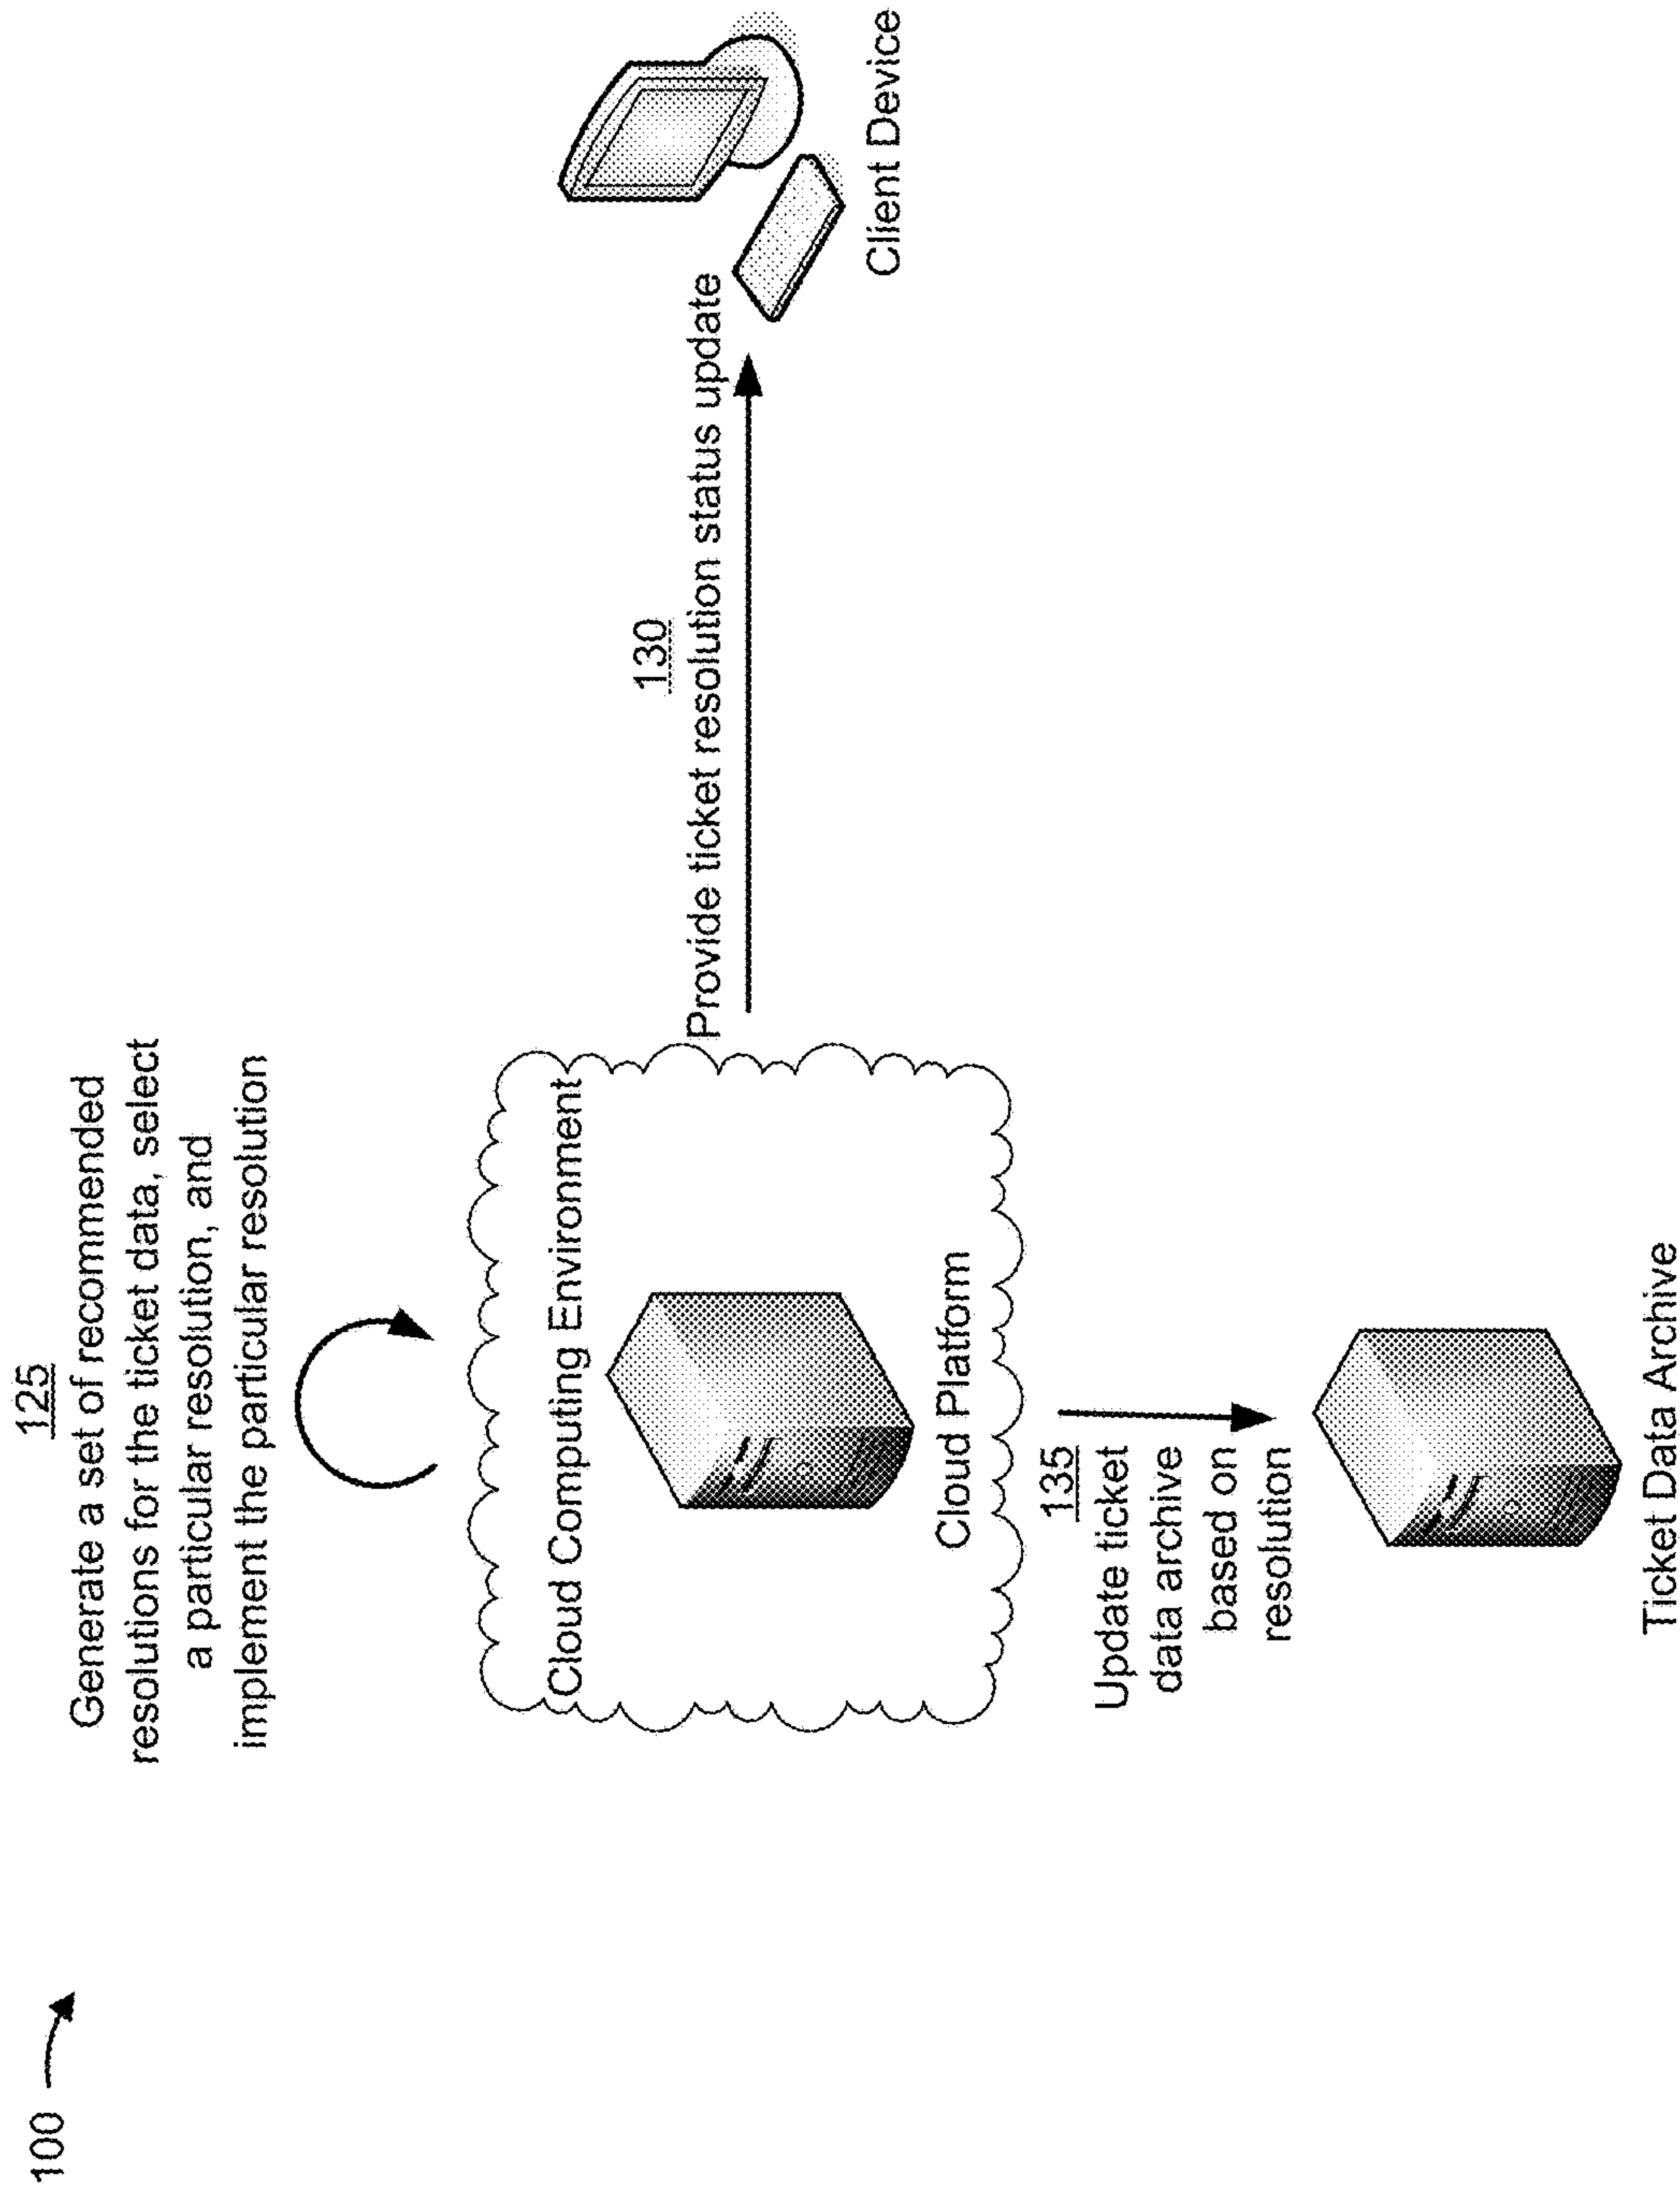 100
125
Generate a set of recommended
resolutions for the ticket data, select
a particular resolution, and
implement the particular resolution
Cloud Computing Environment
Cloud Platform
130
Provide ticket resolution status update
Client Device
135
Update ticket
data archive
based on
resolution
Ticket Data Archive